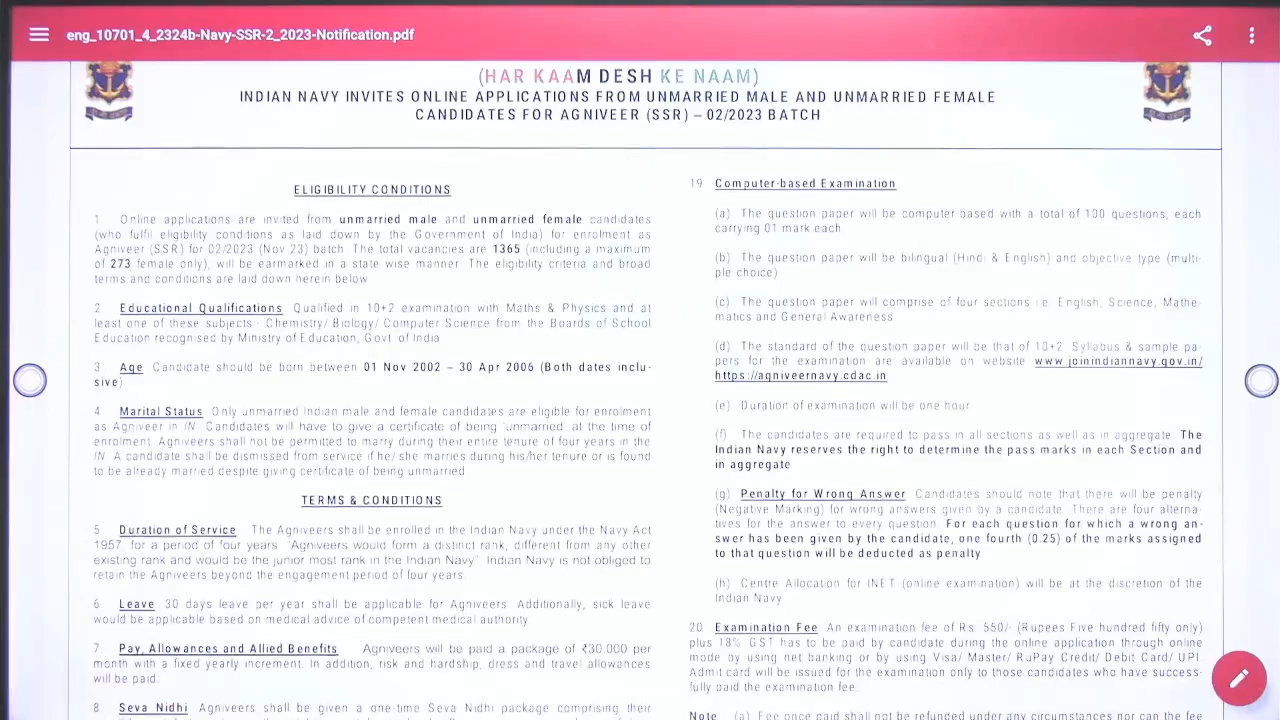 eng_10701_4_2324b-Navy-SSR-2_2023-Notification.pdf
(HAR KAAM DESH KE NAAM)
INDIAN NAVY INVITES ONLINE APPLICATIONS FROM UNMARRIED MALE AND UNMARRIED FEMALE
CANDIDATES FOR AGNIVEER (SSR) – 02/2023 BATCH
ELIGIBILITY CONDITIONS
1. Online applications are invited from unmarried male and unmarried female candidates
(who fulfil eligibility conditions as laid down by the Government of India) for enrolment as
Agniveer (SSR) for 02/2023 (Nov 23) batch. The total vacancies are 1365 (including a maximum
of 273 female only), will be earmarked in a state wise manner. The eligibility criteria and broad
terms and conditions are laid down herein below
2. Educational Qualifications Qualified in 10+2 examination with Maths & Physics and at
least one of these subjects - Chemistry/ Biology/ Computer Science from the Boards of School
Education recognised by Ministry of Education, Govt. of India
3. Age Candidate should be born between 01 Nov 2002 – 30 Apr 2006 (Both dates inclu-
sive)
4. Marital Status Only unmarried Indian male and female candidates are eligible for enrolment
as Agniveer in IN. Candidates will have to give a certificate of being 'unmarried' at the time of
enrolment. Agniveers shall not be permitted to marry during their entire tenure of four years in the
IN. A candidate shall be dismissed from service if he/ she marries during his/her tenure or is found
to be already married despite giving certificate of being unmarried
TERMS & CONDITIONS
5. Duration of Service The Agniveers shall be enrolled in the Indian Navy under the Navy Act
1957, for a period of four years. "Agniveers would form a distinct rank, different from any other
existing rank and would be the junior most rank in the Indian Navy". Indian Navy is not obliged to
retain the Agniveers beyond the engagement period of four years.
6. Leave 30 days leave per year shall be applicable for Agniveers. Additionally, sick leave
would be applicable based on medical advice of competent medical authority.
7. Pay, Allowances and Allied Benefits Agniveers will be paid a package of ₹30,000 per
month with a fixed yearly increment. In addition, risk and hardship, dress and travel allowances
will be paid.
8 Seva Nidhi Agniveers shall be given a one-time Seva Nidhi package comprising their
19 Computer-based Examination
(a) The question paper will be computer-based with a total of 100 questions, each
carrying 01 mark each
(b) The question paper will be bilingual (Hindi & English) and objective type (multi-
ple choice)
(c) The question paper will comprise of four sections i.e. English, Science, Mathe-
matics and General Awareness
(d) The standard of the question paper will be that of 10+2. Syllabus & sample pa-
pers for the examination are available on website www.joinindiannavy.gov.in/
https://agniveernavy.cdac.in
(e) Duration of examination will be one hour
(f) The candidates are required to pass in all sections as well as in aggregate. The
Indian Navy reserves the right to determine the pass marks in each Section and
in aggregate
(g) Penalty for Wrong Answer Candidates should note that there will be penalty
(Negative Marking) for wrong answers given by a candidate. There are four alterna-
tives for the answer to every question. For each question for which a wrong an-
swer has been given by the candidate, one fourth (0.25) of the marks assigned
to that question will be deducted as penalty
(h) Centre Allocation for INET (online examination) will be at the discretion of the
Indian Navy
20. Examination Fee An examination fee of Rs. 550/- (Rupees Five hundred fifty only)
plus 18% GST has to be paid by candidate during the online application through online
mode by using net banking or by using Visa/ Master/ RuPay Credit/ Debit Card/ UPI.
Admit card will be issued for the examination only to those candidates who have success-
fully paid the examination fee.
Note (a) Fee once paid shall not be refunded under any circumstances nor can the fee